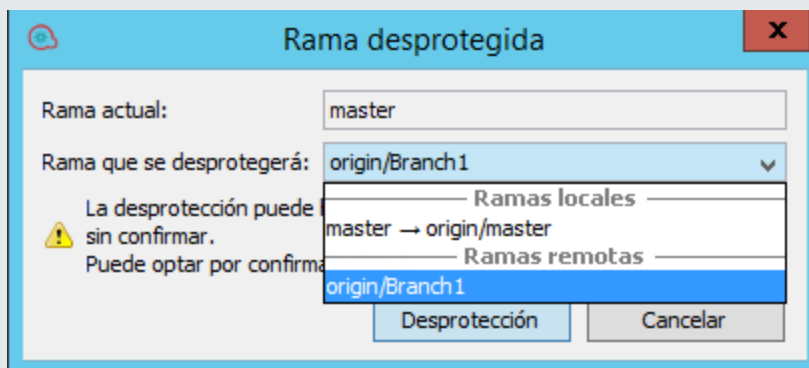 Rama desprotegida
x
Rama actual: master
Rama que se desprotegerá: origin/Branch1
Ramas locales
La desprotección puede
master → origin/master
sin confirmar.
Ramas remotas
Puede optar por
origin/Branch1
Desprotección Cancelar